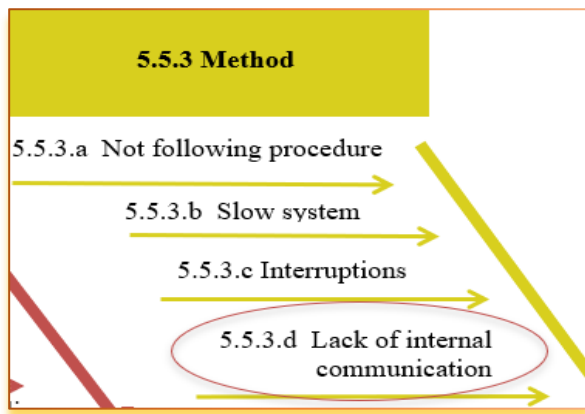 5.5.3 Method
5.5.3.a Not following procedure
5.5.3.b Slow system
5.5.3.c Interruptions
5.5.3.d Lack of internal
communication